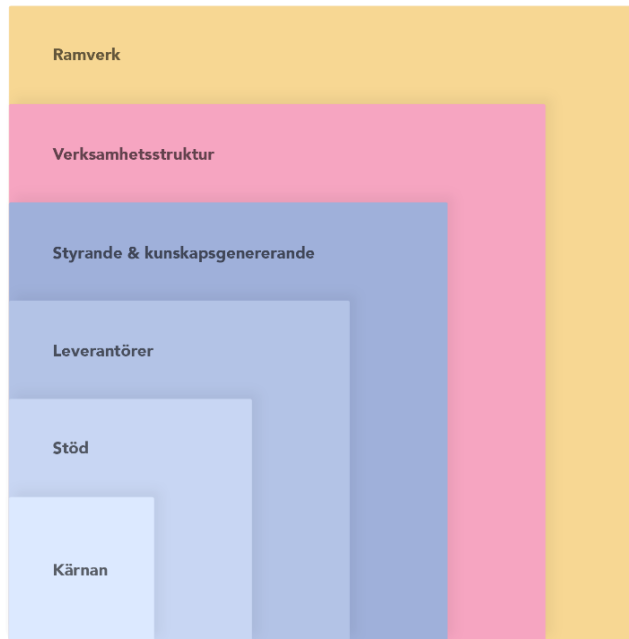 Ramverk
Verksamhetsstruktur
Styrande & kunskapsgenererande
Leverantörer
Stöd
Kärnan